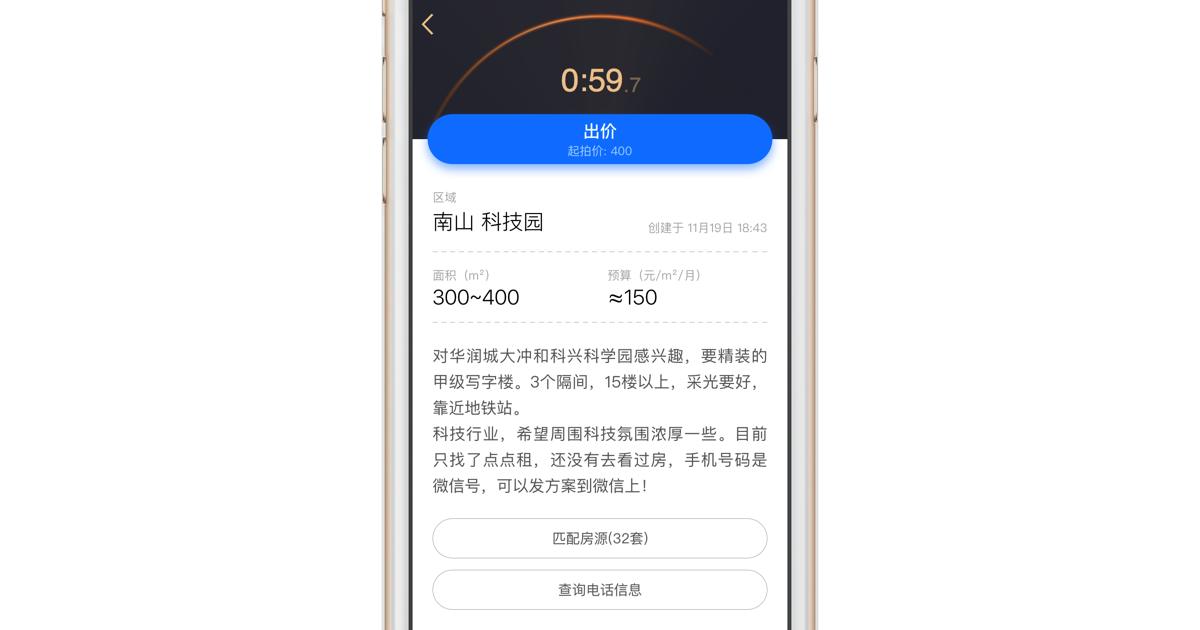 0:59.7
出价
起拍价: 400
区域
南山 科技园
创建于 11月19日 18:43
面积（m²）
预算（元/m²/月）
300~400
≈150
对华润城大冲和科兴科学园感兴趣，要精装的
甲级写字楼。3个隔间，15楼以上，采光要好，
靠近地铁站。
科技行业，希望周围科技氛围浓厚一些。目前
只找了点点租，还没有去看过房，手机号码是
微信号，可以发方案到微信上！
匹配房源(32套)
查询电话信息